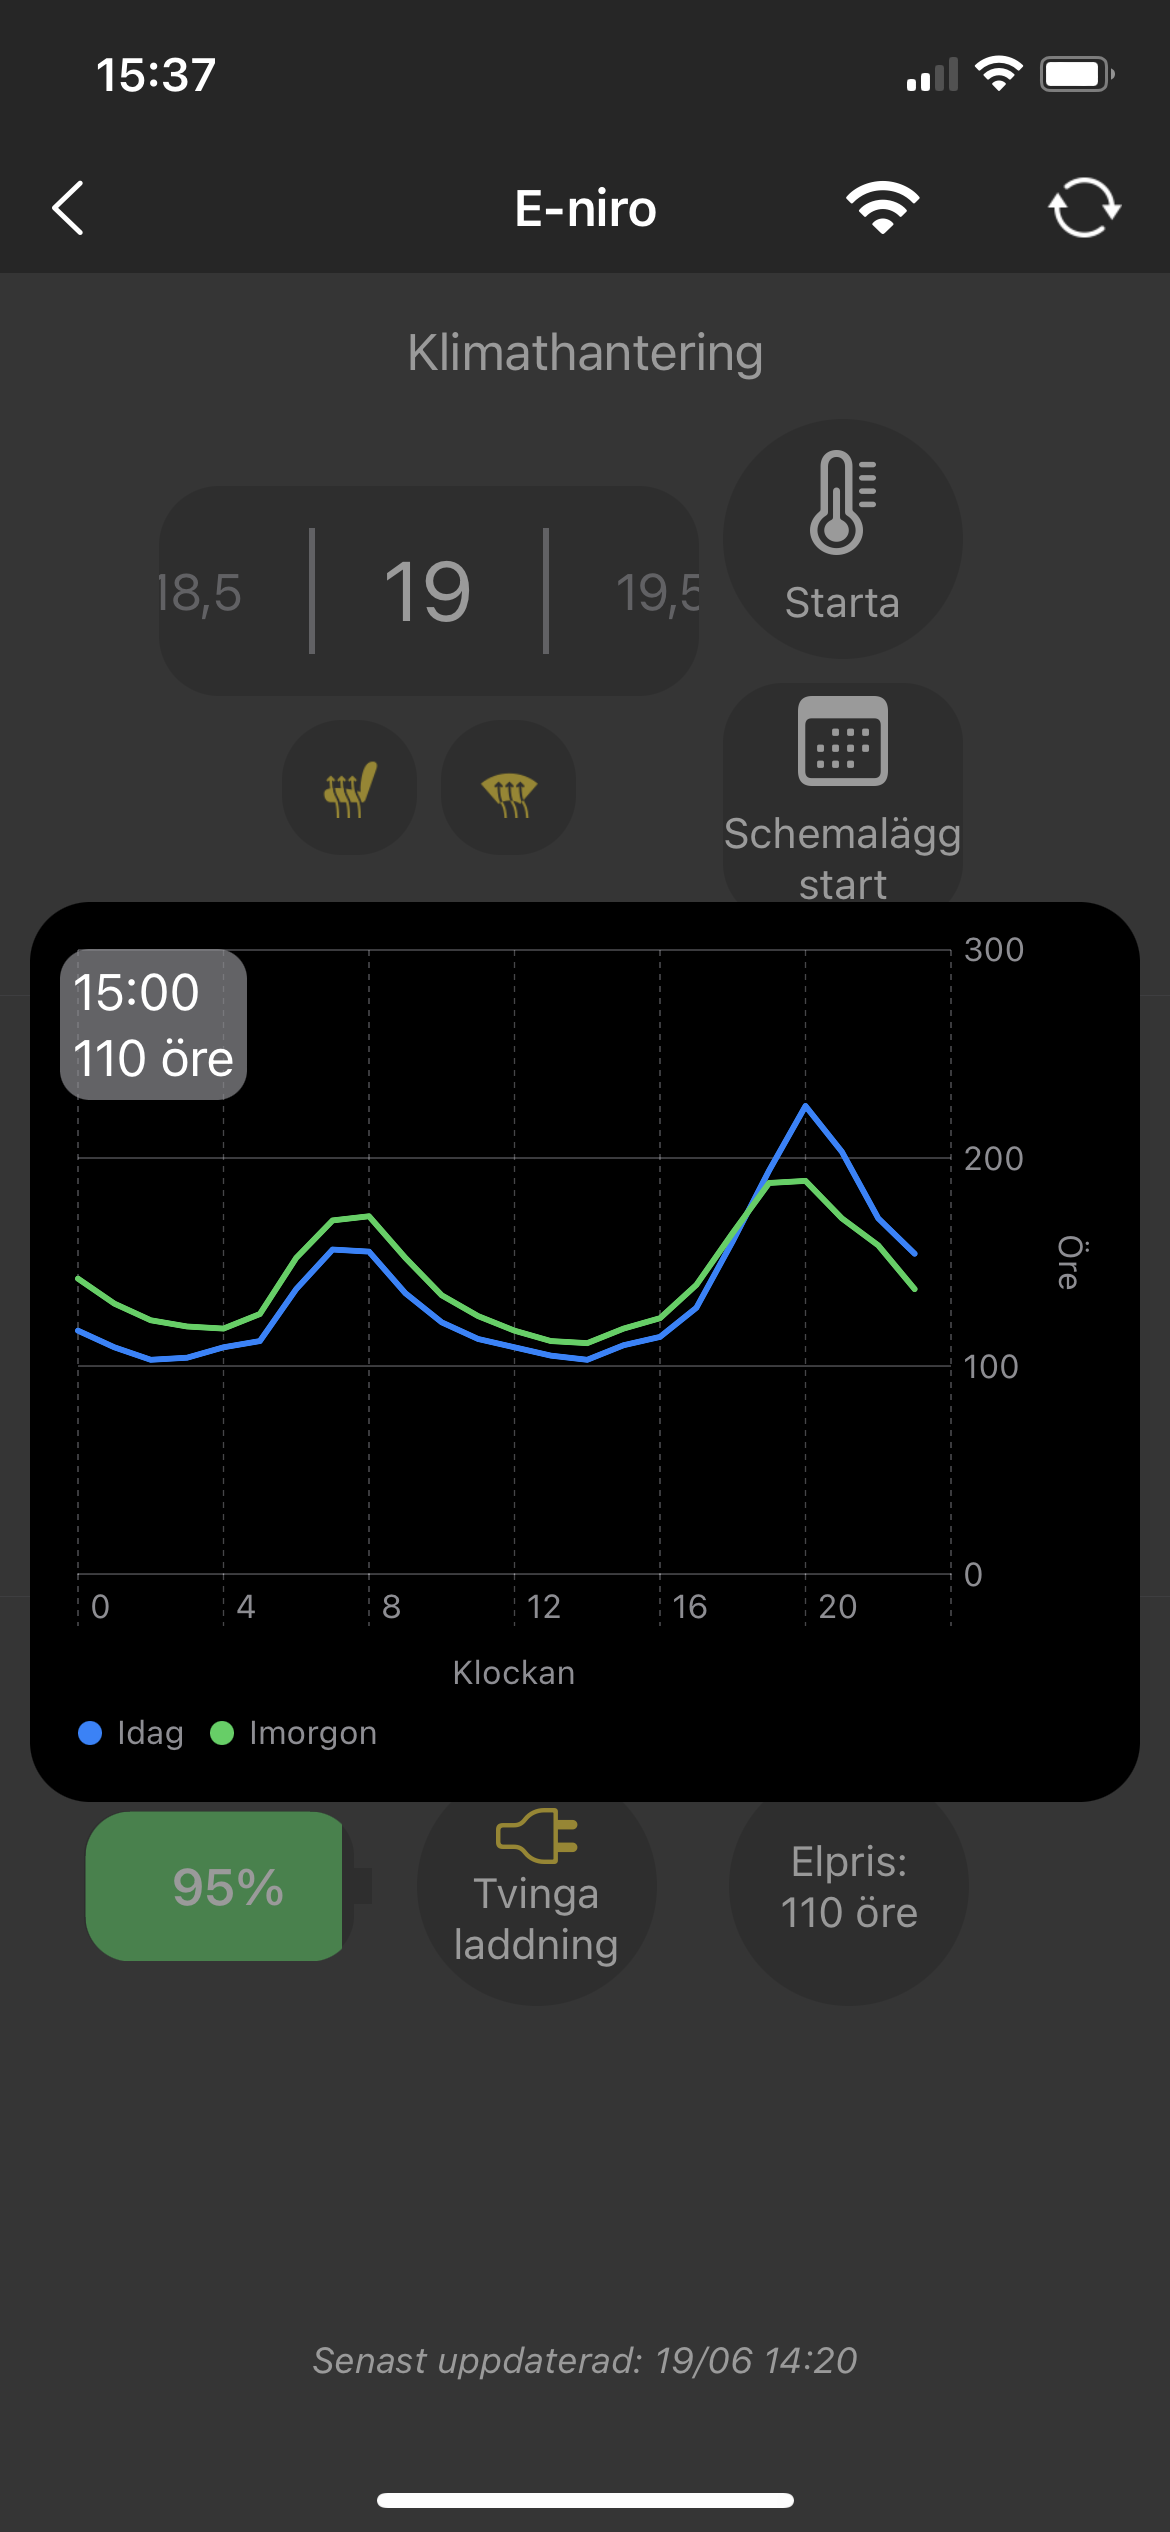 15:37
E-niro
Klimathantering
18,5
19
19,5
Starta
Schemalägg
start
15:00
110 öre
300
200
100
0
Öre
0 4 8 12 16 20
Klockan
Idag Imorgon
95%
Tvinga
laddning
Elpris:
110 öre
Senast uppdaterad: 19/06 14:20